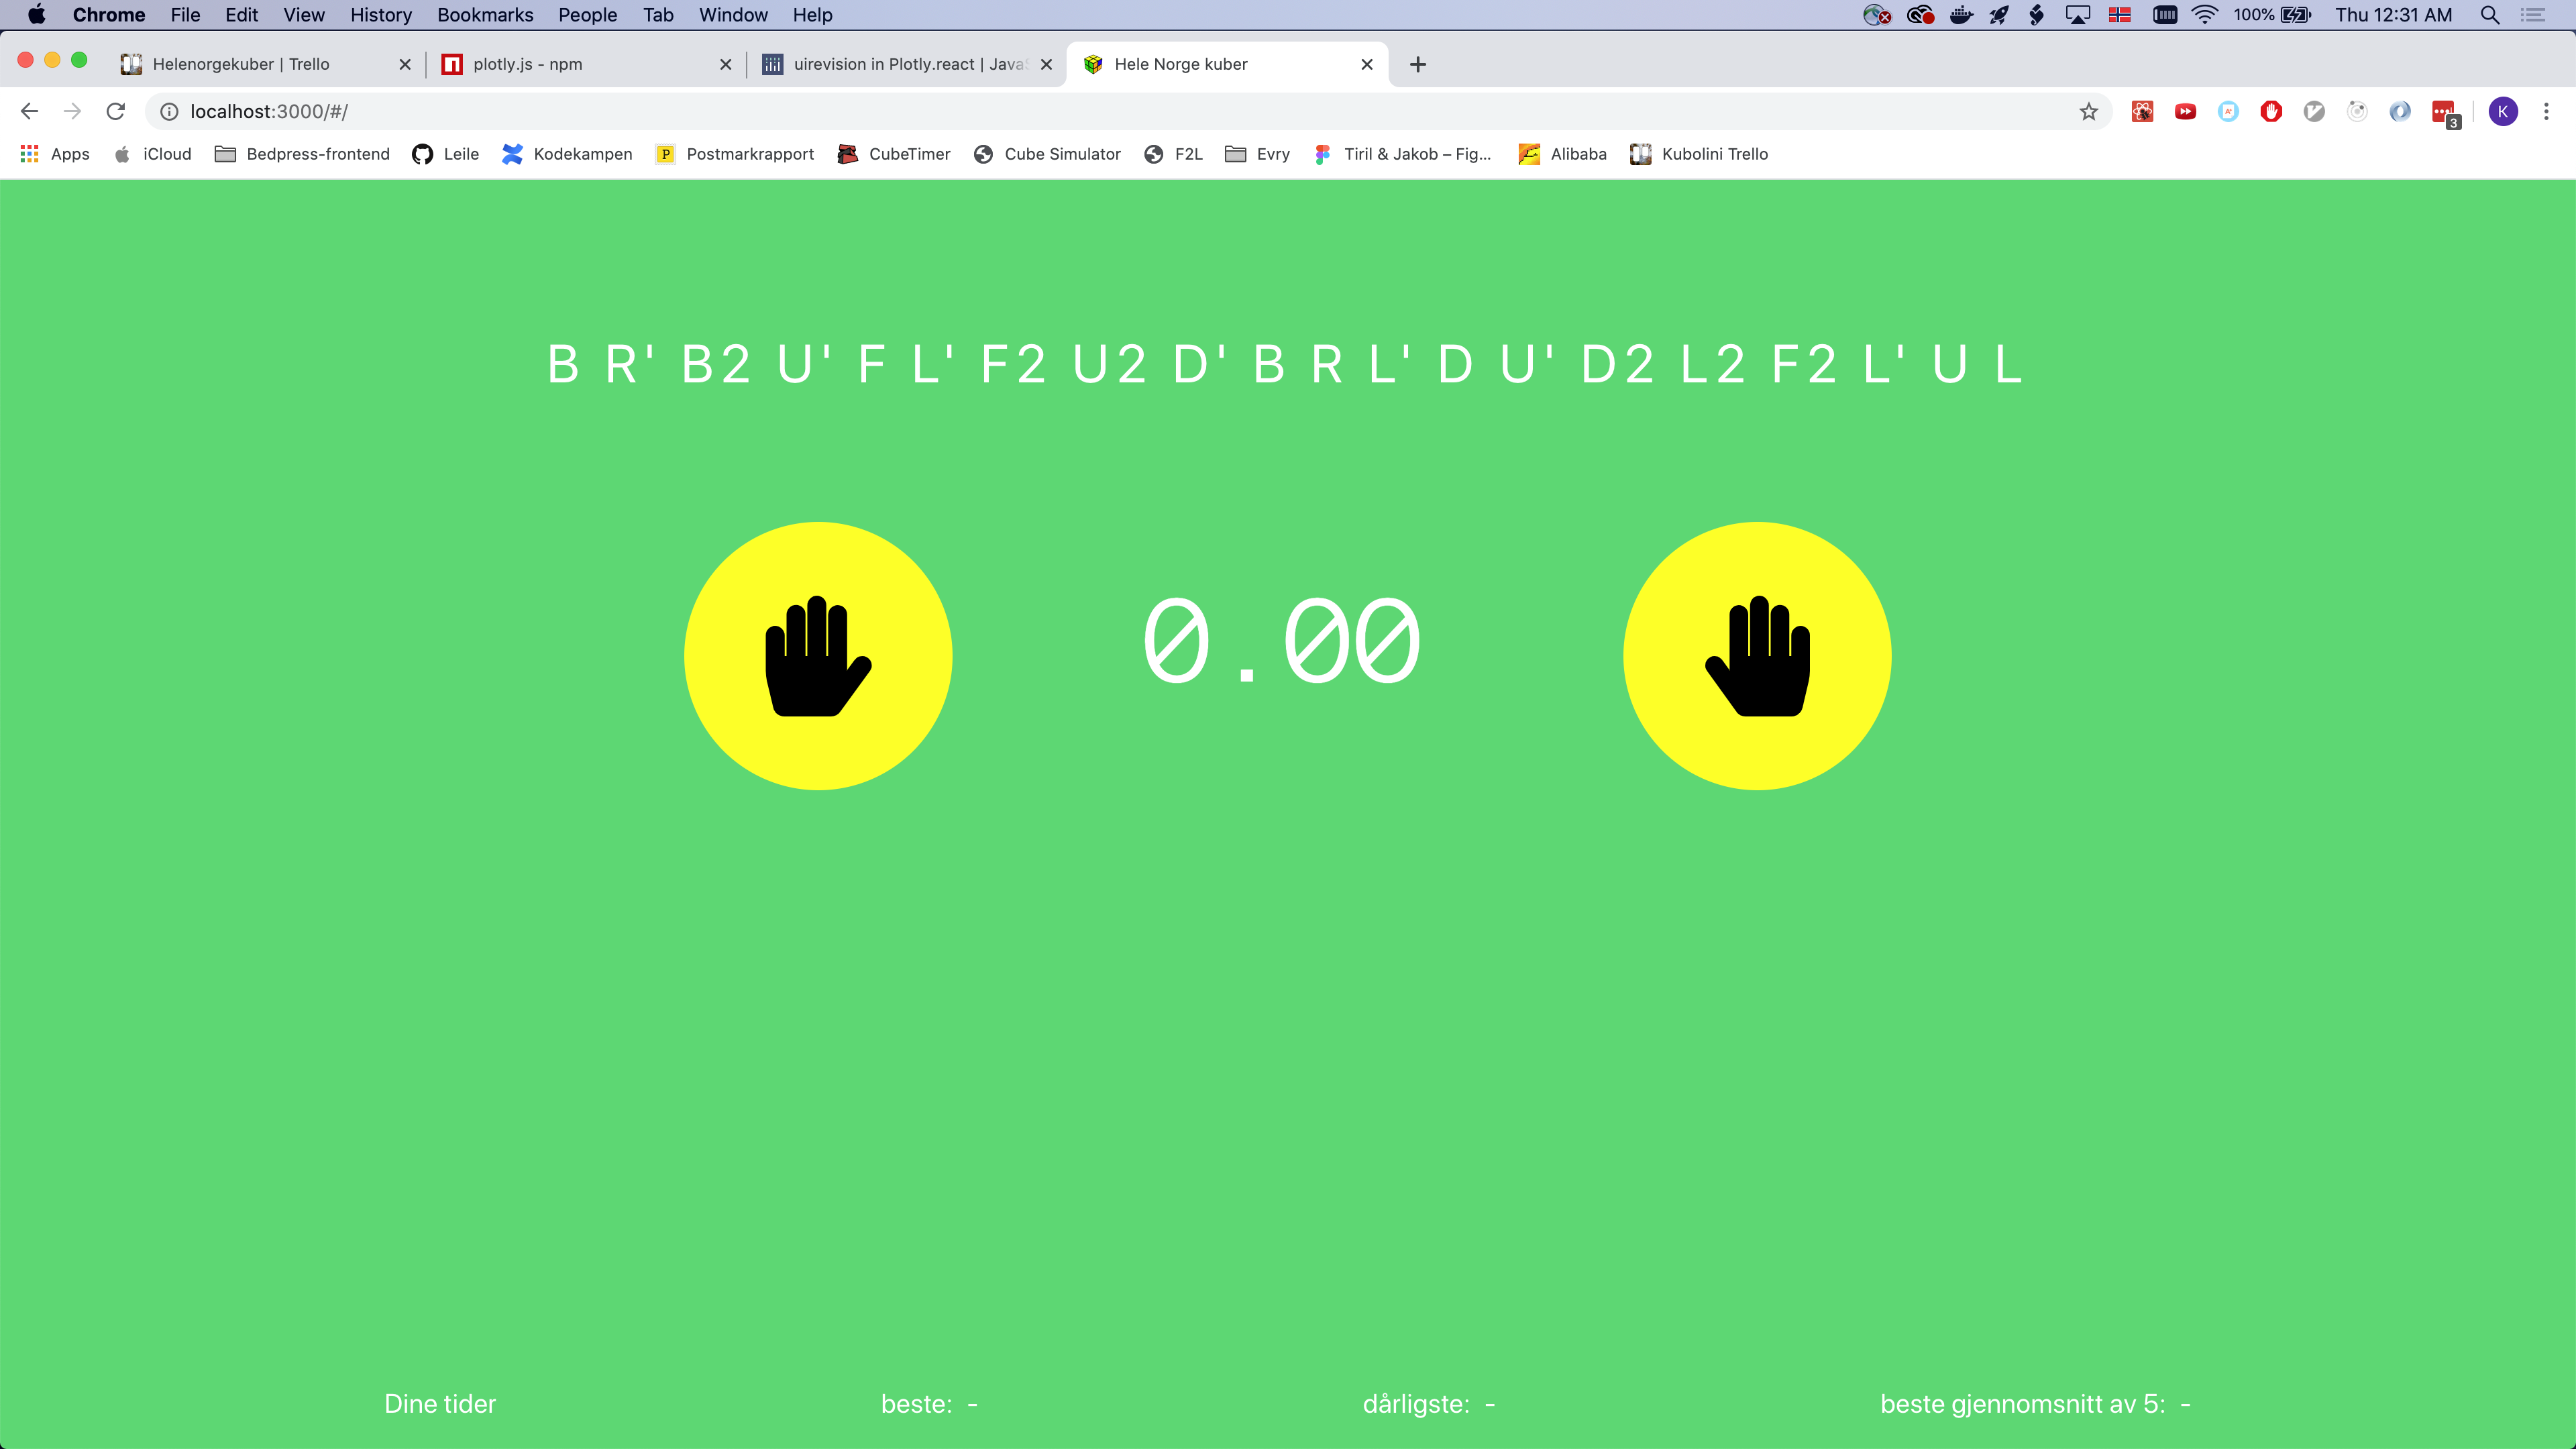 Chrome File Edit View History Bookmarks People Tab Window Help 100% Thu 12:31 AM
Helenorgekuber | Trello plotly.js - npm uirevision in Plotly.react | Hele Norge kuber
localhost:3000/#/ K 3
Apps iCloud Bedpress-frontend Leile Kodekampen P Postmarkrapport CubeTimer Cube Simulator F2L Evry Tiril & Jakob – Fig... Alibaba Kubolini Trello
B R' B2 U' F L' F2 U2 D' B R L' D U' D2 L2 F2 L' U L
0.00
Dine tider beste: - dårligste: - beste gjennomsnitt av 5: -